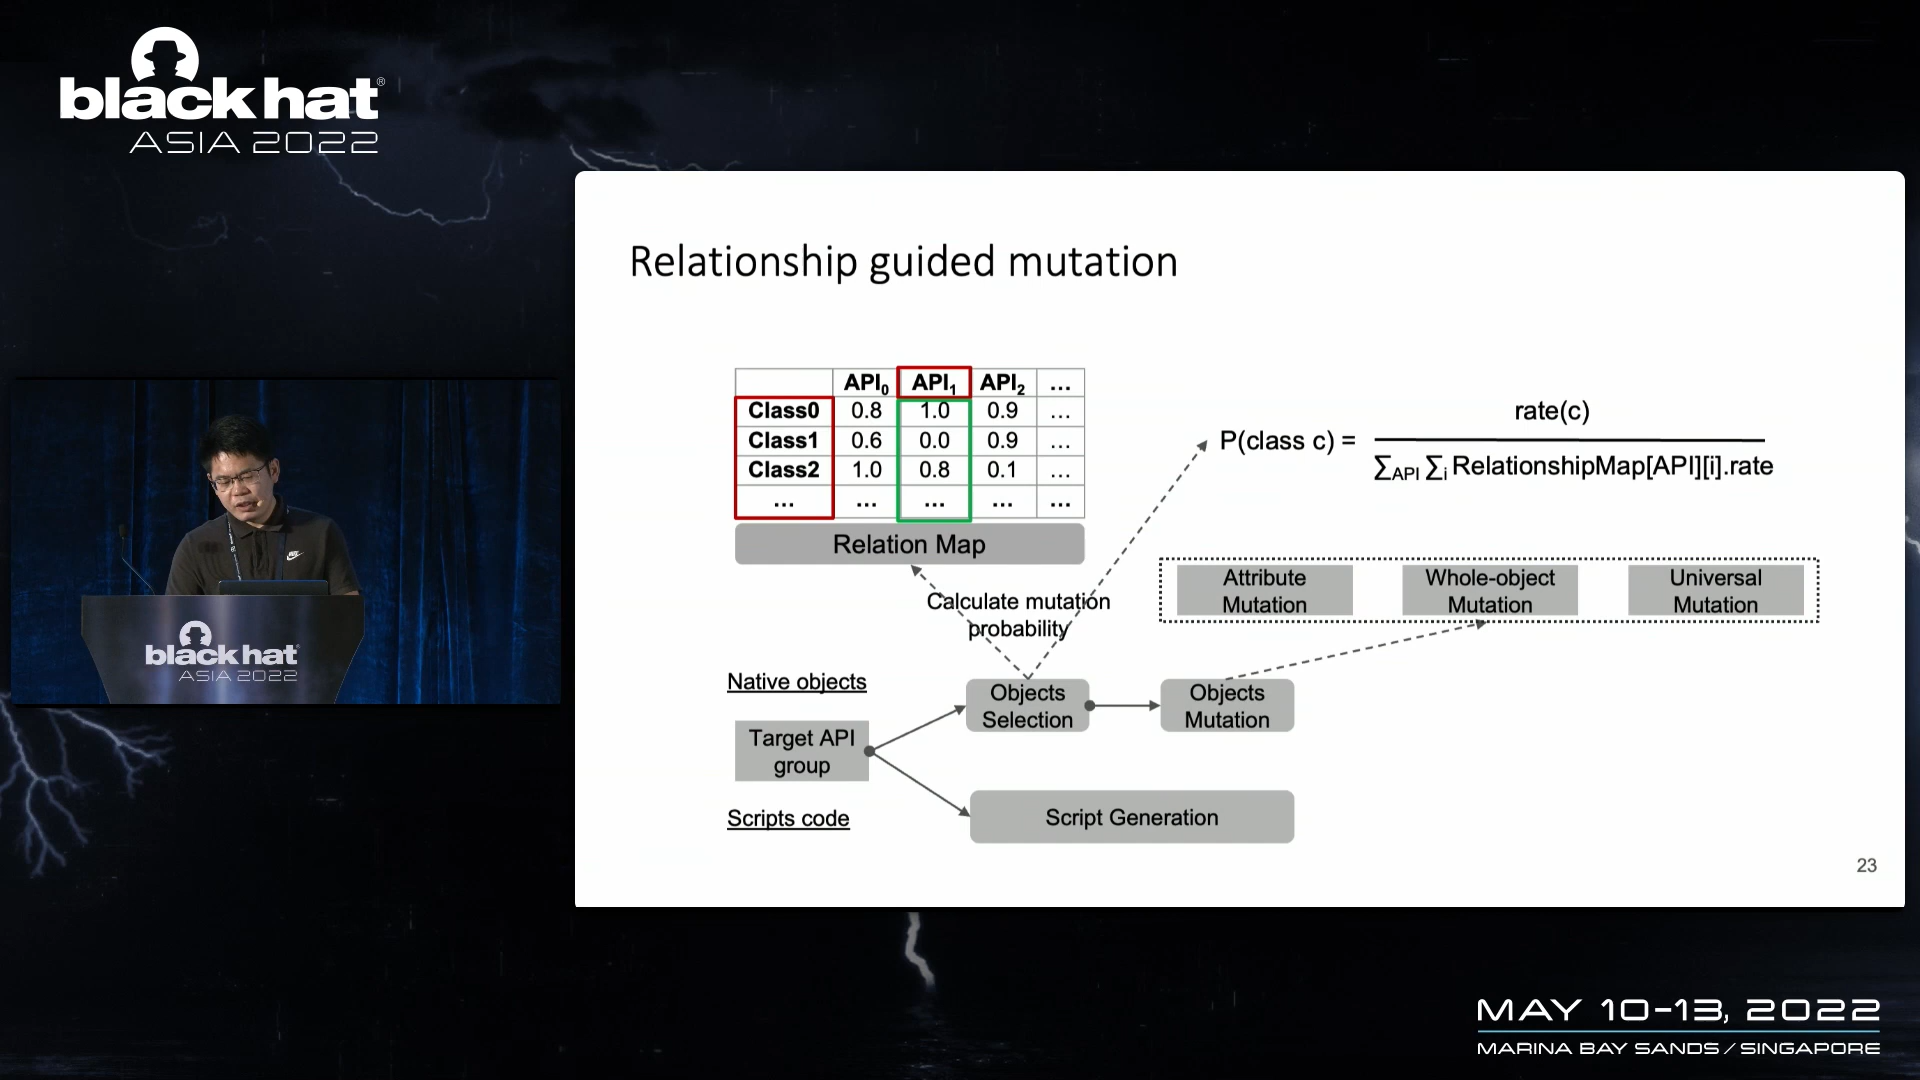 black hat®
ASIA 2022
Relationship guided mutation
API0 API1 API2 ...
Class0 0.8 1.0 0.9 ...
Class1 0.6 0.0 0.9 ...
Class2 1.0 0.8 0.1 ...
... ... ... ... ...
Relation Map
P(class c) =
rate(c)
∑API ∑i RelationshipMap[API][i].rate
Calculate mutation
probability
Attribute
Mutation
Whole-object
Mutation
Universal
Mutation
Native objects
Objects
Selection
Objects
Mutation
Target API
group
Scripts code
Script Generation
23
black hat
ASIA 2022
MAY 10-13, 2022
MARINA BAY SANDS / SINGAPORE